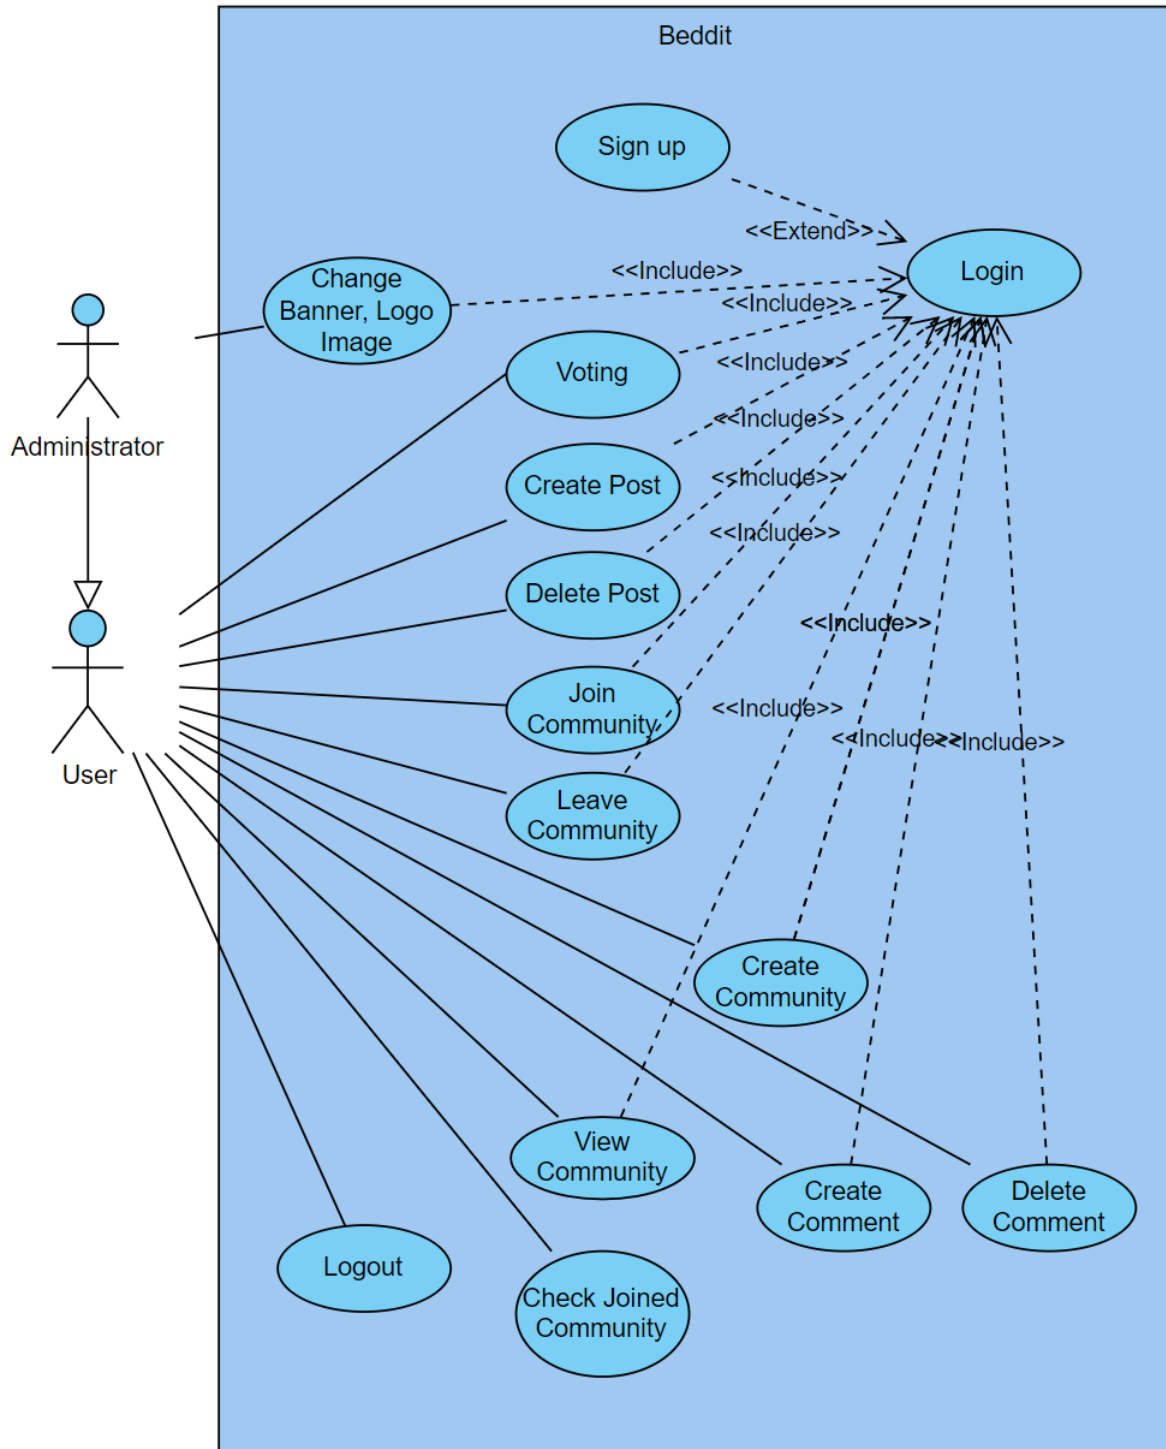 Beddit
Sign up
<<Extend>>
Login
<<Include>>
Change
Banner, Logo
Image
<<Include>>
Voting
<<Include>>
Administrator
<<Include>>
Create Post
<<Include>>
<<Include>>
Delete Post
<<Include>>
Join
Community
<<Include>>
<<Include>>
<<Include>>
User
Leave
Community
Create
Community
View
Community
Create
Comment
Delete
Comment
Logout
Check Joined
Community